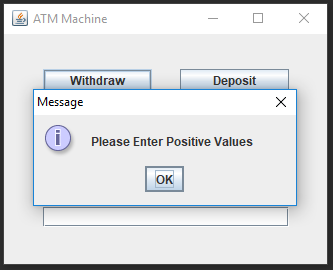 ATM Machine
Withdraw Deposit
Message
Please Enter Positive Values
OK